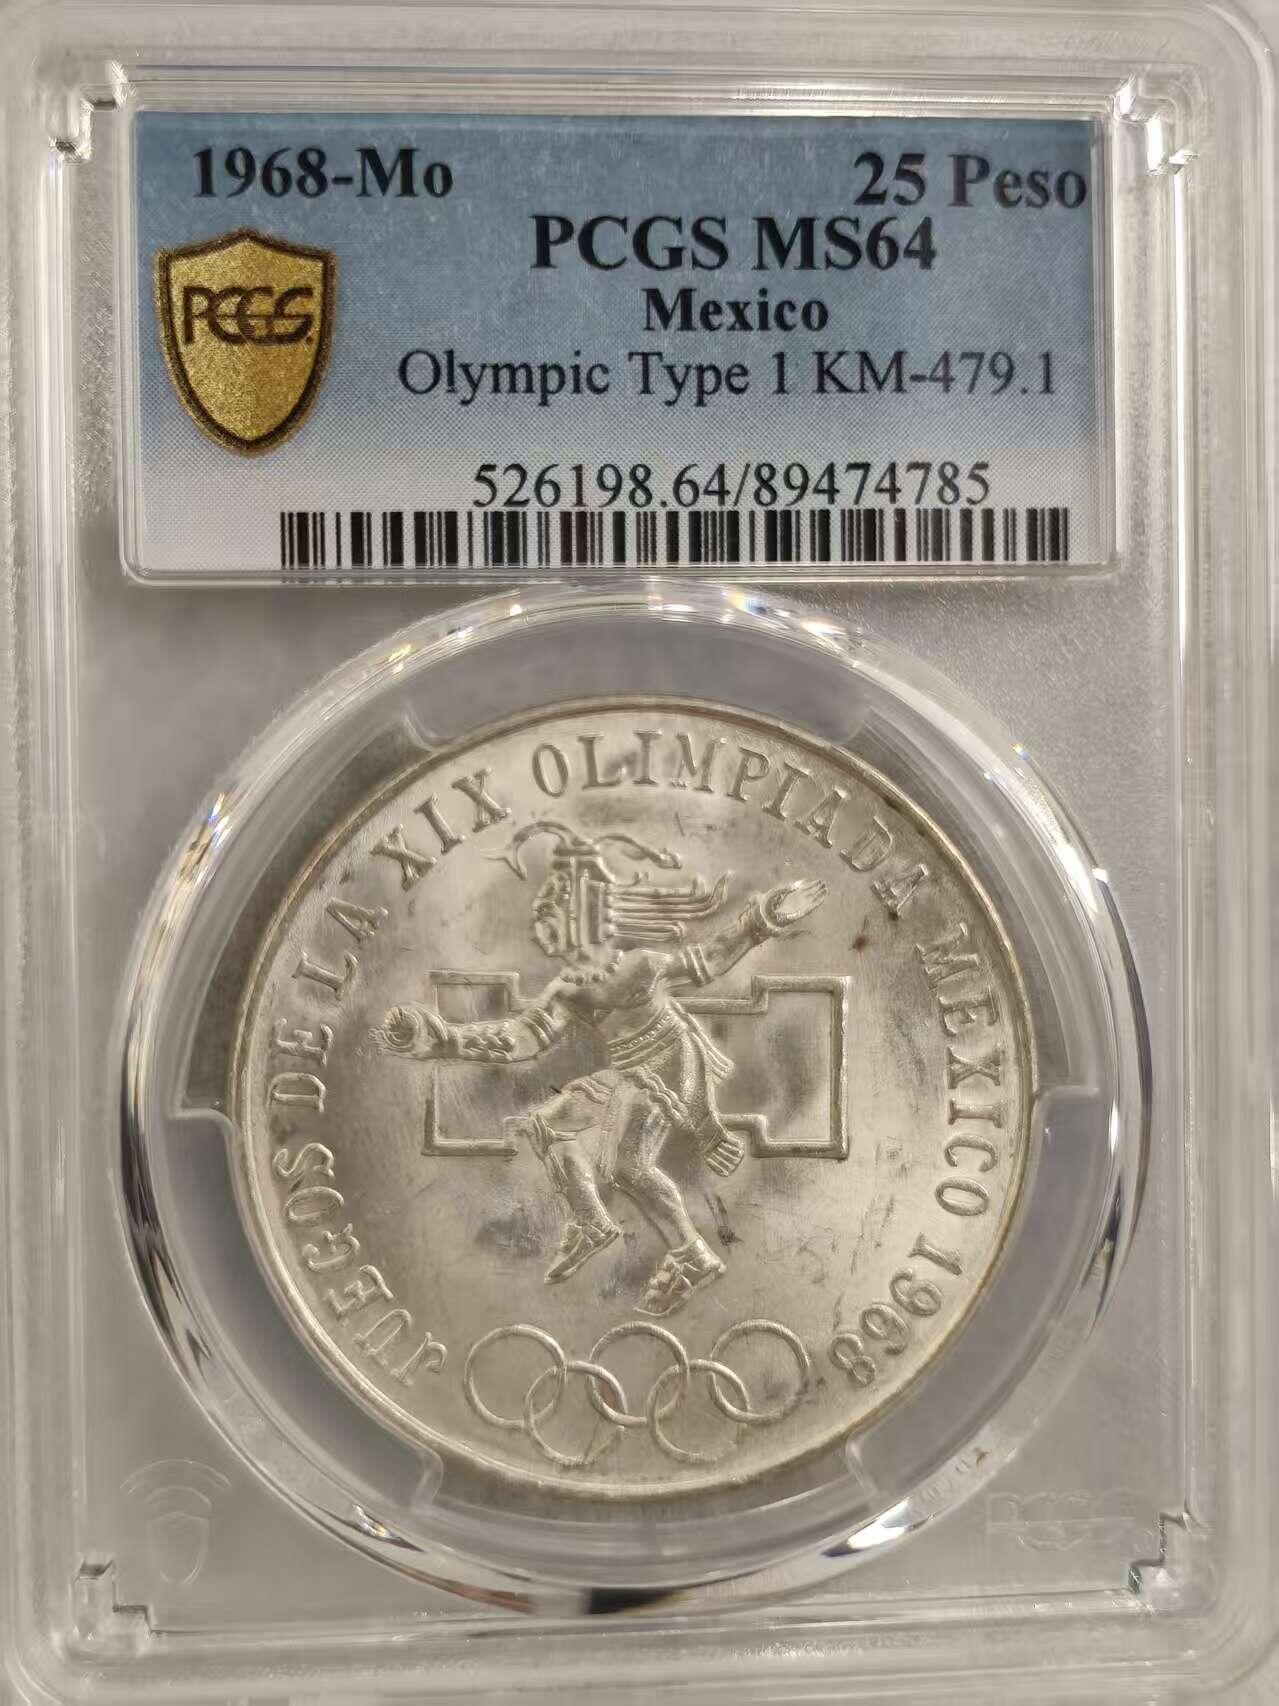 1968-Mo 25 Peso
PCGS MS64
Mexico
Olympic Type 1 KM-479.1
526198.64/89474785
PCGS
JUEGOS DE LA XIX OLIMPIADA MEXICO 1968